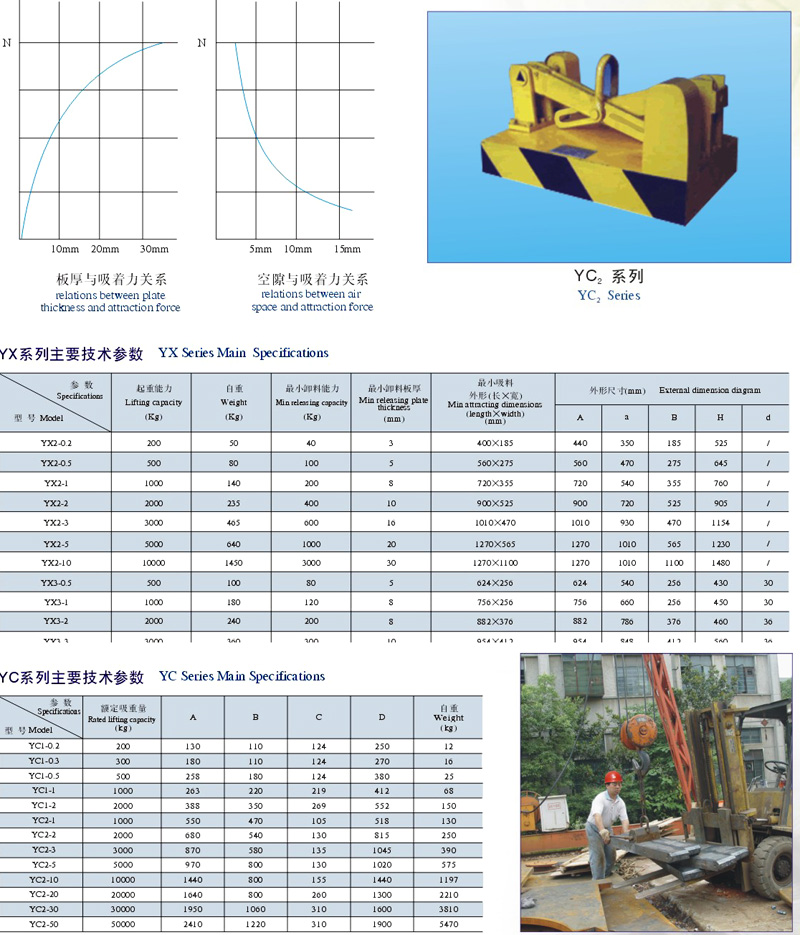 N
10mm 20mm 30mm
板厚与吸着力关系
relations between plate
thickness and attraction force
N
5mm 10mm 15mm
空隙与吸着力关系
relations between air
space and attraction force
YC2 系列
YC2 Series
YX系列主要技术参数 YX Series Main Specifications
参 数
Specifications
型 号 Model
起重能力
Lifting capacity
(Kg)
自重
Weight
(Kg)
最小卸料能力
Min releasing capacity
(Kg)
最小卸料板厚
Min releasing plate
thickness
(mm)
最小吸料
外形(长×宽)
Min attracting dimensions
(length×width)
(mm)
外形尺寸(mm) External dimension diagram
A a B H d
YX2-0.2 200 50 40 3 400×185 440 350 185 525 /
YX2-0.5 500 80 100 5 560×275 560 470 275 645 /
YX2-1 1000 140 200 8 720×355 720 540 355 760 /
YX2-2 2000 235 400 10 900×525 900 720 525 905 /
YX2-3 3000 465 600 16 1010×470 1010 930 470 1154 /
YX2-5 5000 640 1000 20 1270×565 1270 1010 565 1230 /
YX2-10 10000 1450 3000 30 1270×1100 1270 1010 1100 1480 /
YX3-0.5 500 100 80 5 624×256 624 540 256 430 30
YX3-1 1000 180 120 8 756×256 756 660 256 450 30
YX3-2 2000 240 200 8 882×376 882 786 376 460 36
YX3-3 3000 360 300 10 954×412 954 848 412 560 36
YC系列主要技术参数 YC Series Main Specifications
参 数
Specifications
型 号 Model
额定吸重量
Rated lifting capacity
(kg)
A B C D
自重
Weight
(kg)
YC1-0.2 200 130 110 124 250 12
YC1-0.3 300 180 110 124 270 16
YC1-0.5 500 258 180 124 380 25
YC1-1 1000 263 220 219 412 68
YC1-2 2000 388 350 269 552 150
YC2-1 1000 550 470 105 518 130
YC2-2 2000 680 540 130 815 250
YC2-3 3000 870 580 135 1045 390
YC2-5 5000 970 800 130 1020 575
YC2-10 10000 1440 800 155 1440 1197
YC2-20 20000 1640 800 260 1300 2210
YC2-30 30000 1950 1060 310 1600 3810
YC2-50 50000 2410 1220 310 1900 5470